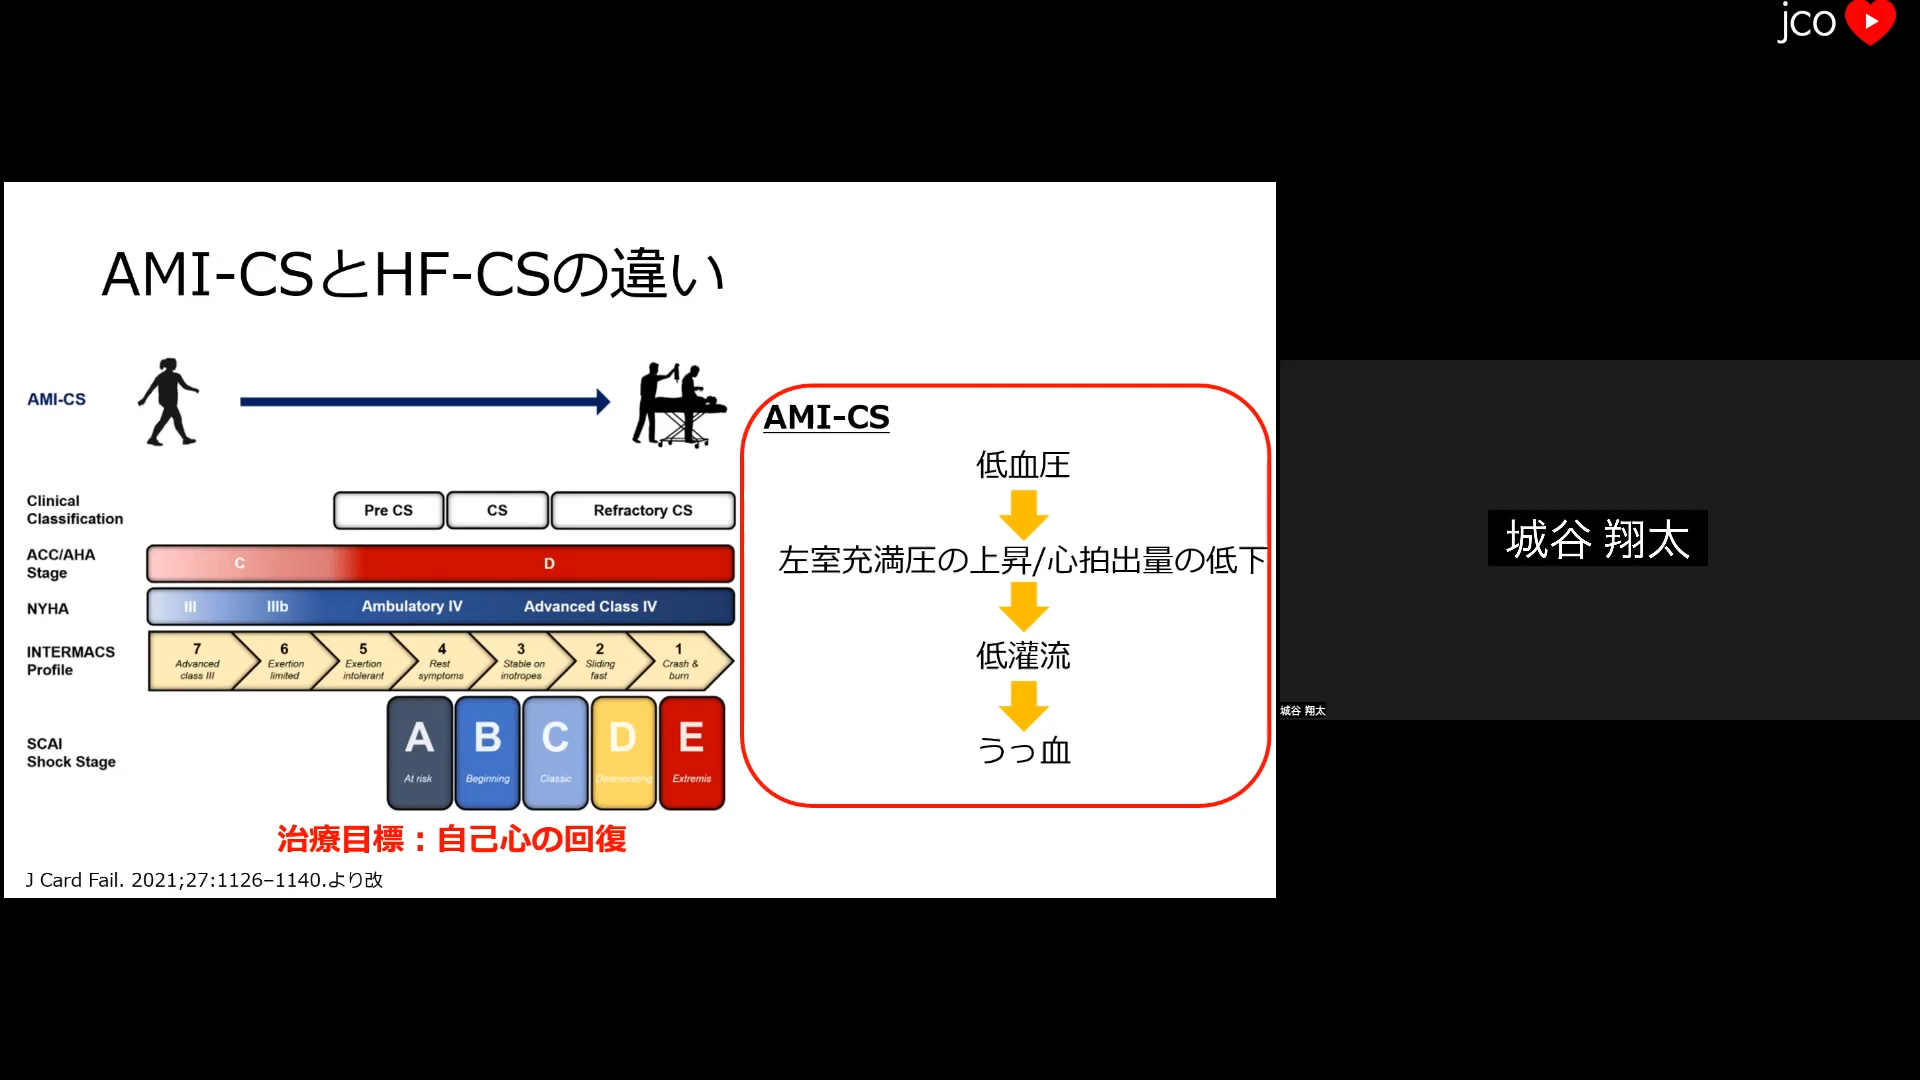 jco
AMI-CSとHF-CSの違い
AMI-CS
Clinical
Classification
Pre CS
CS
Refractory CS
ACC/AHA
Stage
C
D
NYHA
III
IIIb
Ambulatory IV
Advanced Class IV
INTERMACS
Profile
7
Advanced
class III
6
Exertion
limited
5
Exertion
intolerant
4
Rest
symptoms
3
Stable on
inotropes
2
Sliding
fast
1
Crash &
burn
SCAI
Shock Stage
A
At risk
B
Beginning
C
Classic
D
Deteriorating
E
Extremis
治療目標：自己心の回復
J Card Fail. 2021;27:1126–1140.より改
AMI-CS
低血圧
左室充満圧の上昇/心拍出量の低下
低灌流
うっ血
城谷 翔太
城谷 翔太